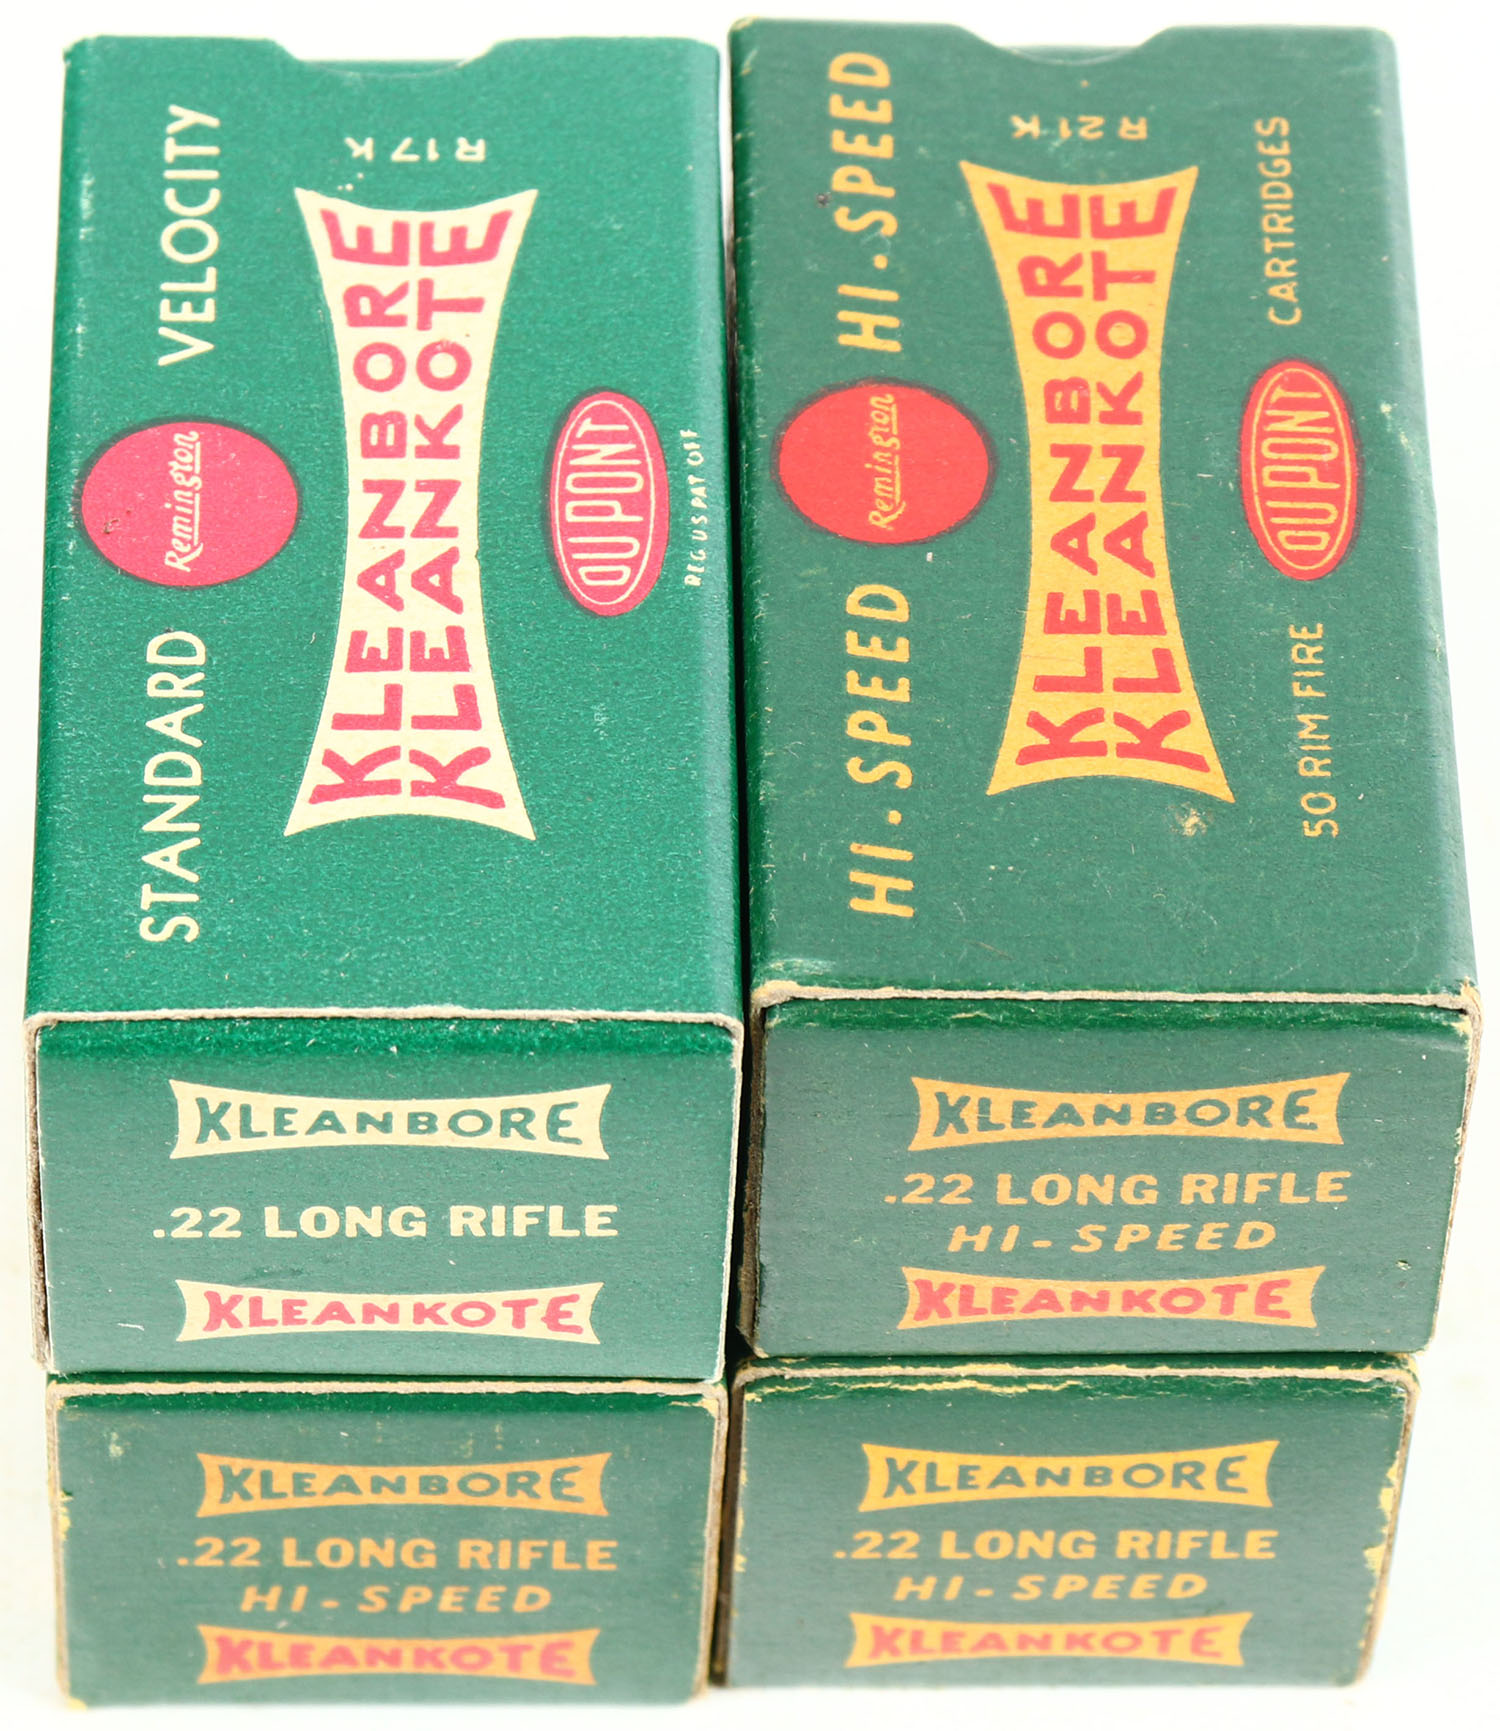 STANDARD VELOCITY
Remington
KLEANBORE
KLEANKOTE
R17K
DUPONT
REG US PAT OFF
HI-SPEED HI-SPEED
Remington
KLEANBORE
KLEANKOTE
R21K
DUPONT
50 RIM FIRE CARTRIDGES
KLEANBORE
.22 LONG RIFLE
KLEANKOTE
KLEANBORE
.22 LONG RIFLE
HI-SPEED
KLEANKOTE
KLEANBORE
.22 LONG RIFLE
HI-SPEED
KLEANKOTE
KLEANBORE
.22 LONG RIFLE
HI-SPEED
KLEANKOTE